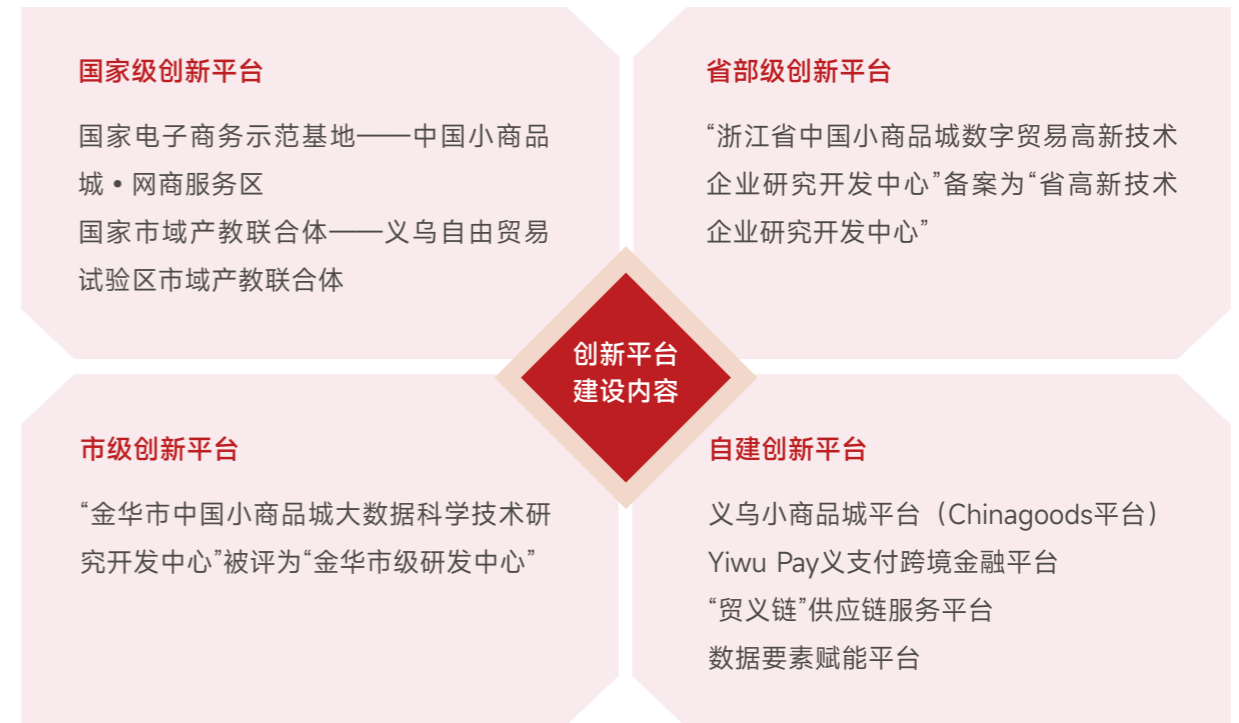 国家级创新平台
国家电子商务示范基地——中国小商品
城•网商服务区
国家市域产教联合体——义乌自由贸易
试验区市域产教联合体
省部级创新平台
“浙江省中国小商品城数字贸易高新技术
企业研究开发中心”备案为“省高新技术
企业研究开发中心”
创新平台
建设内容
市级创新平台
“金华市中国小商品城大数据科学技术研
究开发中心”被评为“金华市级研发中心”
自建创新平台
义乌小商品城平台（Chinagoods平台）
Yiwu Pay义支付跨境金融平台
“贸义链”供应链服务平台
数据要素赋能平台